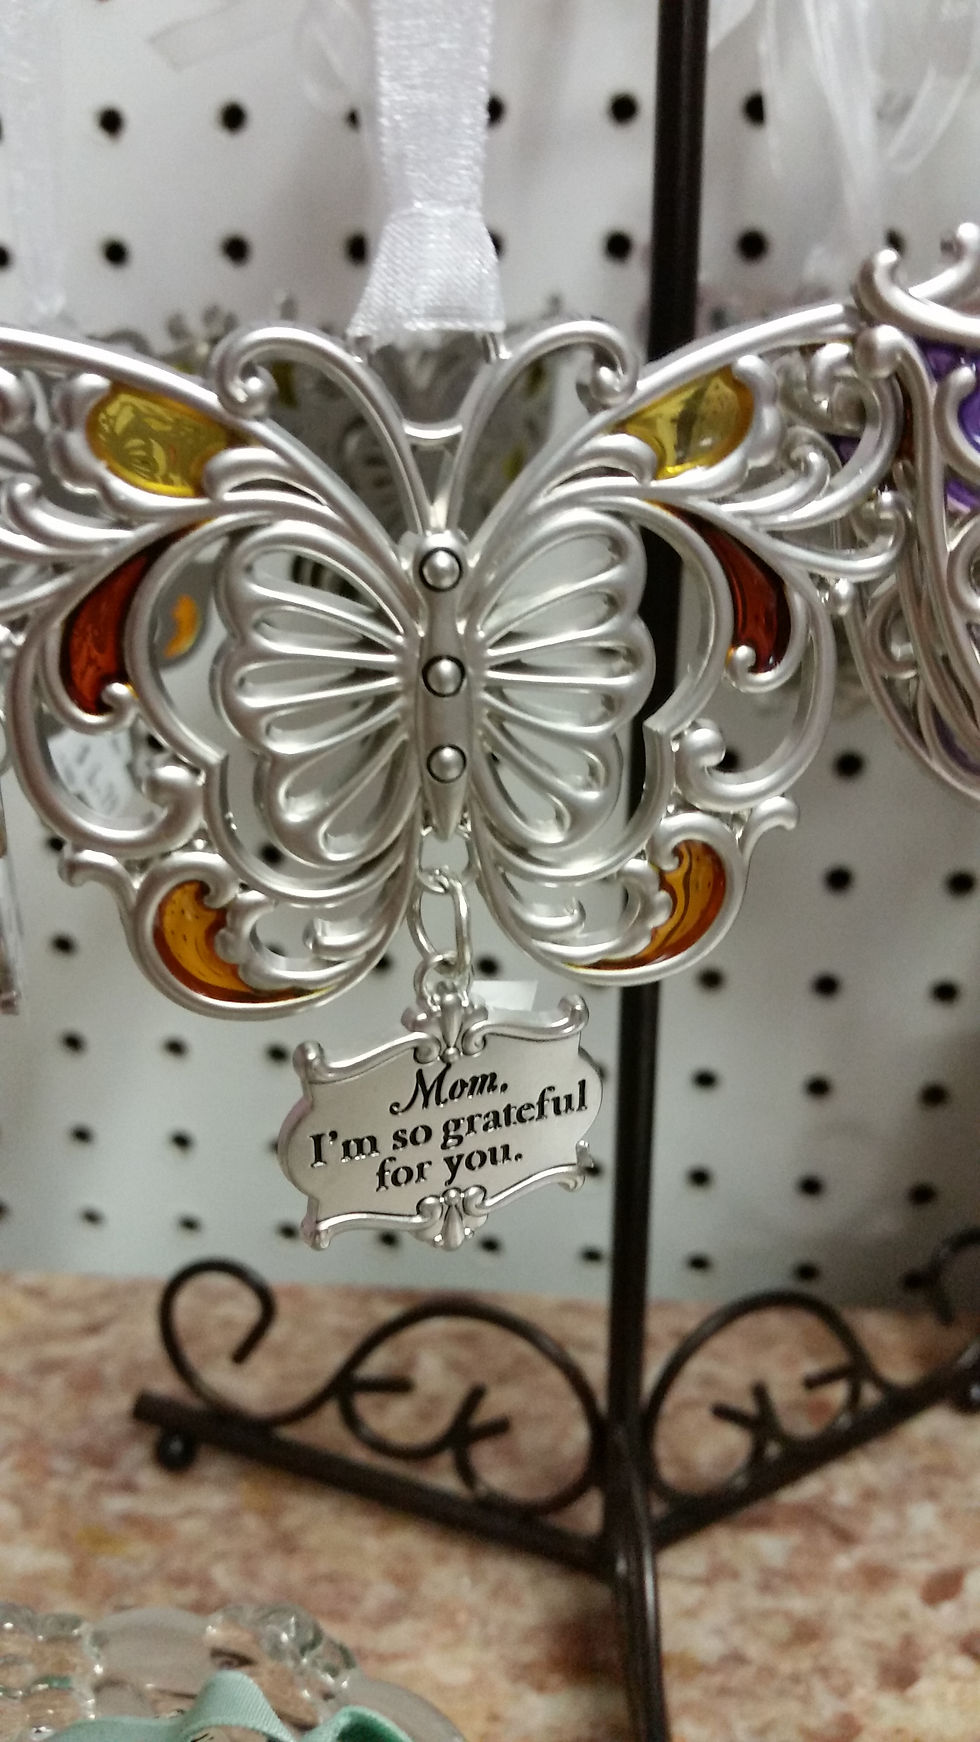 Mom.
I'm so grateful
for you.